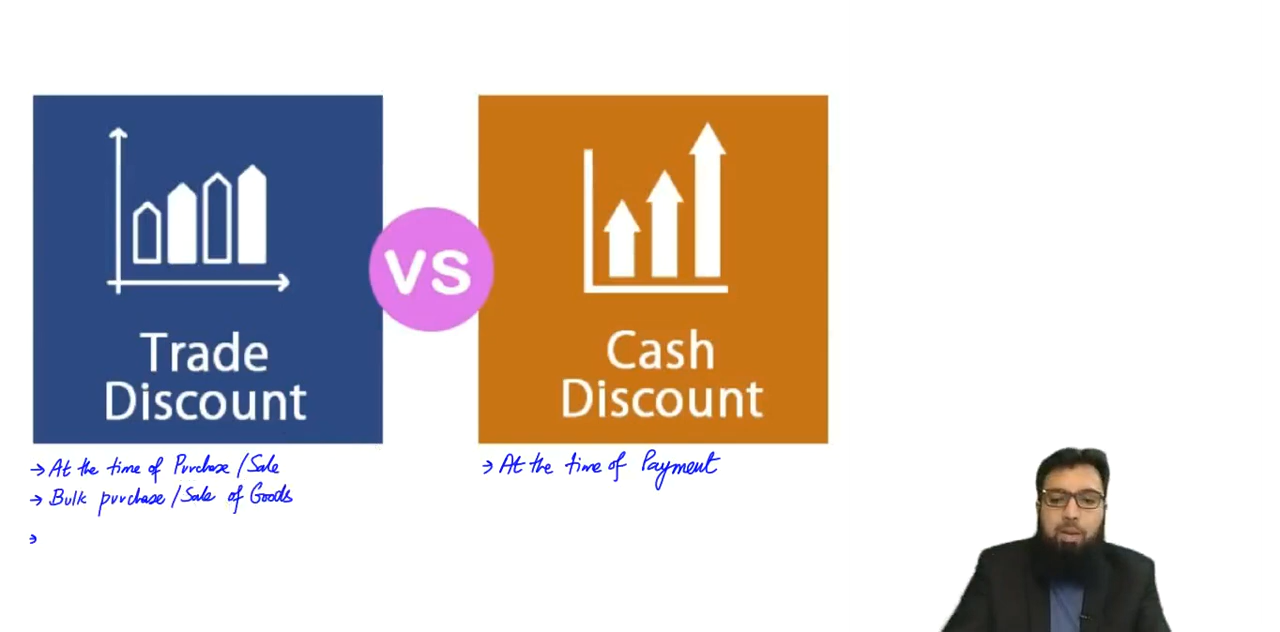 Trade
Discount
VS
Cash
Discount
→ At the time of Purchase/Sale
→ Bulk purchase/Sale of Goods
→
→ At the time of Payment